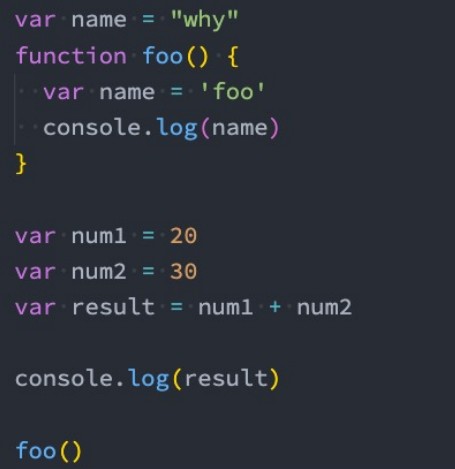 var name = "why"
function foo() {
  var name = 'foo'
  console.log(name)
}

var num1 = 20
var num2 = 30
var result = num1 + num2

console.log(result)

foo()